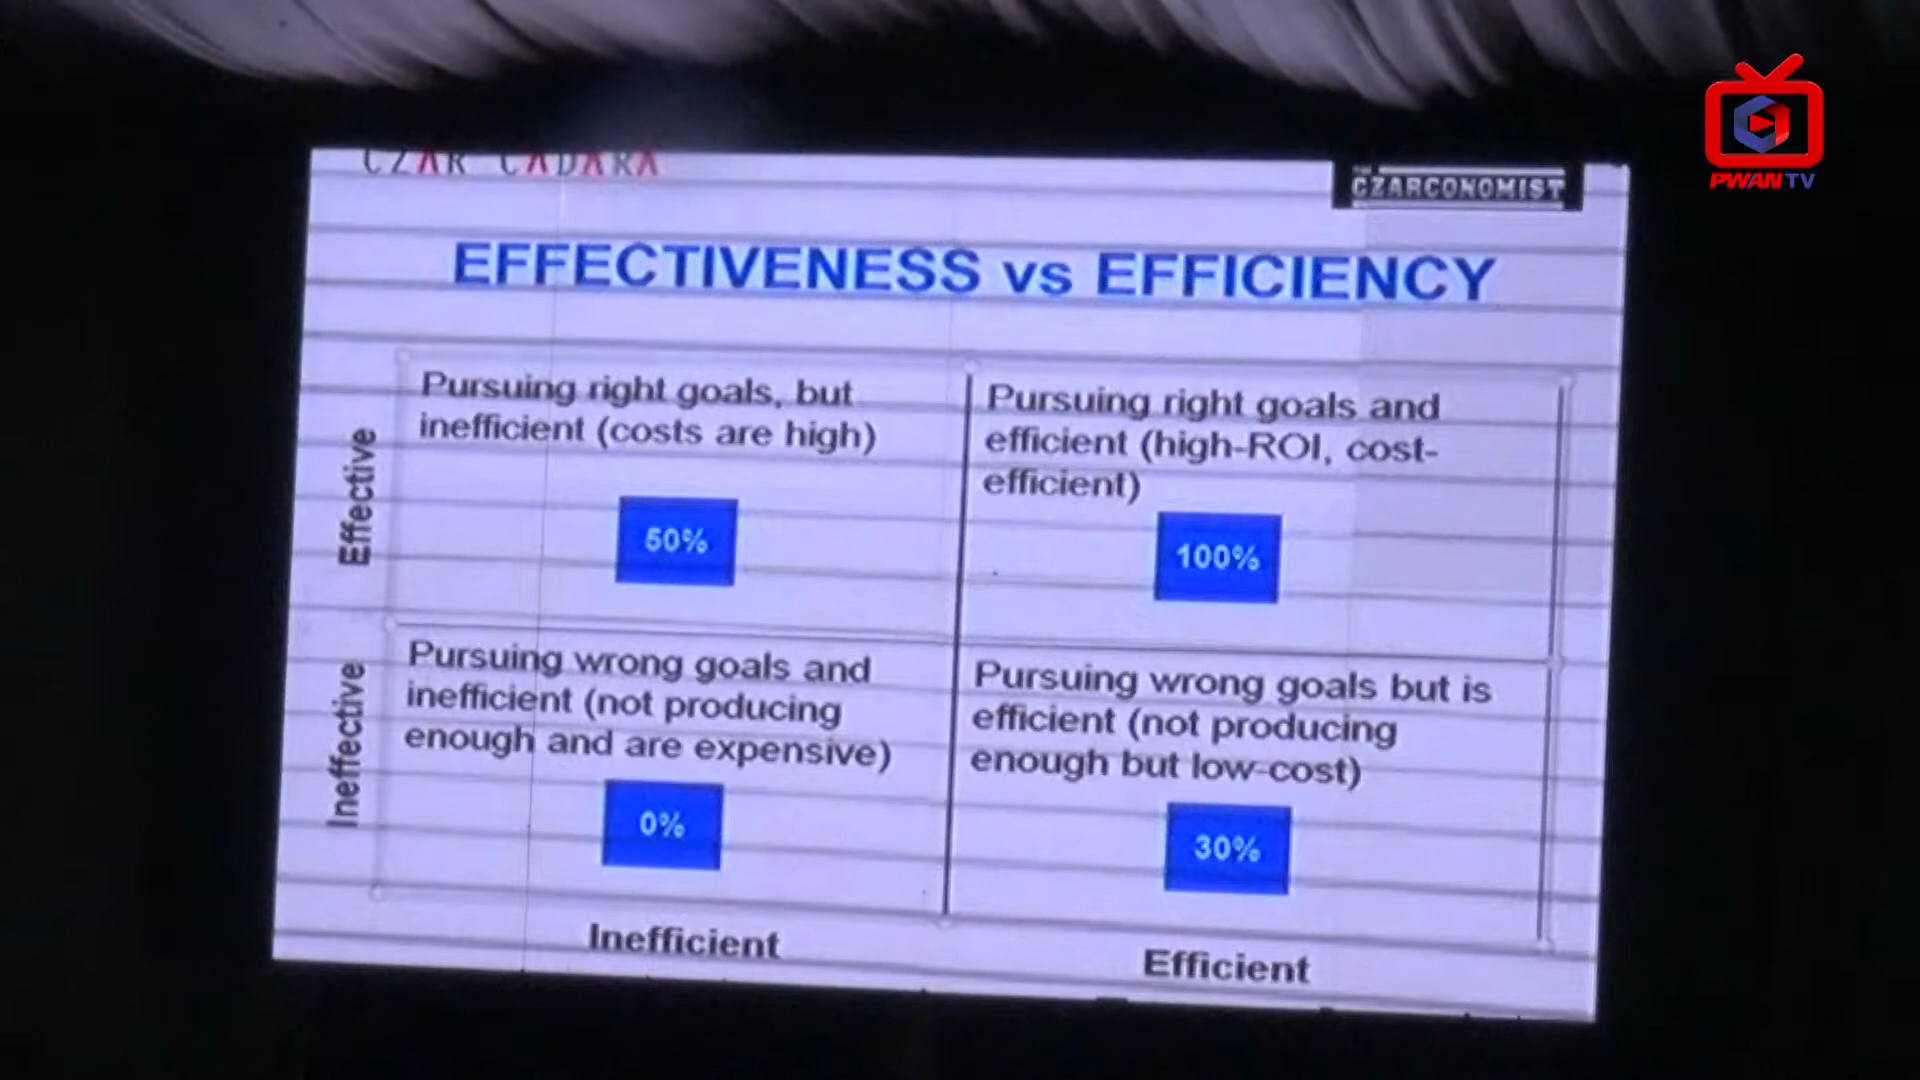 CZAR CADARA
CZARCONOMIST
PWAN TV
EFFECTIVENESS vs EFFICIENCY
Effective
Pursuing right goals, but
inefficient (costs are high)
50%
Pursuing right goals and
efficient (high-ROI, cost-
efficient)
100%
Ineffective
Pursuing wrong goals and
inefficient (not producing
enough and are expensive)
0%
Pursuing wrong goals but is
efficient (not producing
enough but low-cost)
30%
Inefficient
Efficient